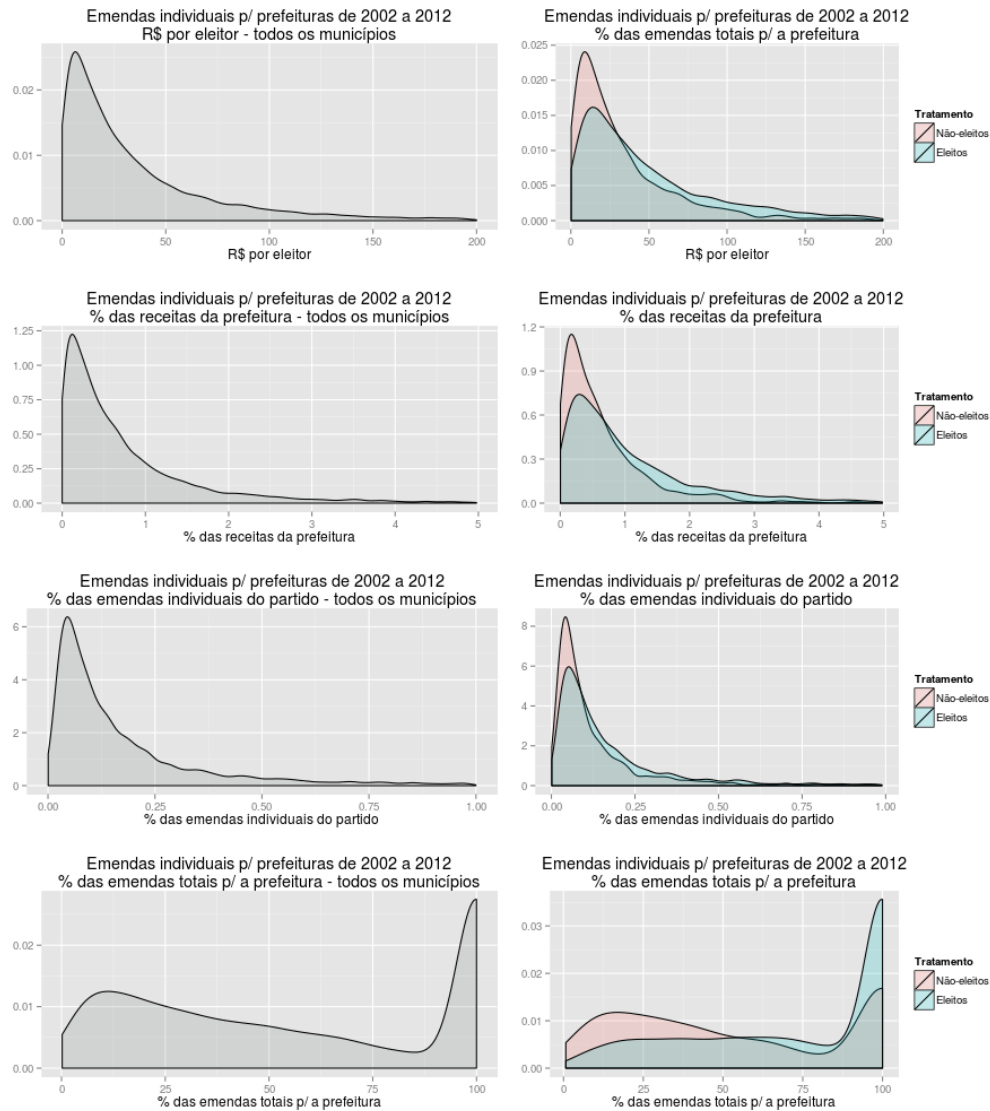 Emendas individuais p/ prefeituras de 2002 a 2012
R$ por eleitor - todos os municípios
0.02
0.01
0.00
0
50
100
150
200
R$ por eleitor
Emendas individuais p/ prefeituras de 2002 a 2012
% das emendas totais p/ a prefeitura
0.025
0.020
0.015
0.010
0.005
0.000
0
50
100
150
200
R$ por eleitor
Tratamento
Não-eleitos
Eleitos
Emendas individuais p/ prefeituras de 2002 a 2012
% das receitas da prefeitura - todos os municípios
1.25
1.00
0.75
0.50
0.25
0.00
0
1
2
3
4
5
% das receitas da prefeitura
Emendas individuais p/ prefeituras de 2002 a 2012
% das receitas da prefeitura
1.2
0.9
0.6
0.3
0.0
0
1
2
3
4
5
% das receitas da prefeitura
Tratamento
Não-eleitos
Eleitos
Emendas individuais p/ prefeituras de 2002 a 2012
% das emendas individuais do partido - todos os municípios
6
4
2
0
0.00
0.25
0.50
0.75
1.00
% das emendas individuais do partido
Emendas individuais p/ prefeituras de 2002 a 2012
% das emendas individuais do partido
8
6
4
2
0
0.00
0.25
0.50
0.75
1.00
% das emendas individuais do partido
Tratamento
Não-eleitos
Eleitos
Emendas individuais p/ prefeituras de 2002 a 2012
% das emendas totais p/ a prefeitura - todos os municípios
0.02
0.01
0.00
0
25
50
75
100
% das emendas totais p/ a prefeitura
Emendas individuais p/ prefeituras de 2002 a 2012
% das emendas totais p/ a prefeitura
0.03
0.02
0.01
0.00
0
25
50
75
100
% das emendas totais p/ a prefeitura
Tratamento
Não-eleitos
Eleitos